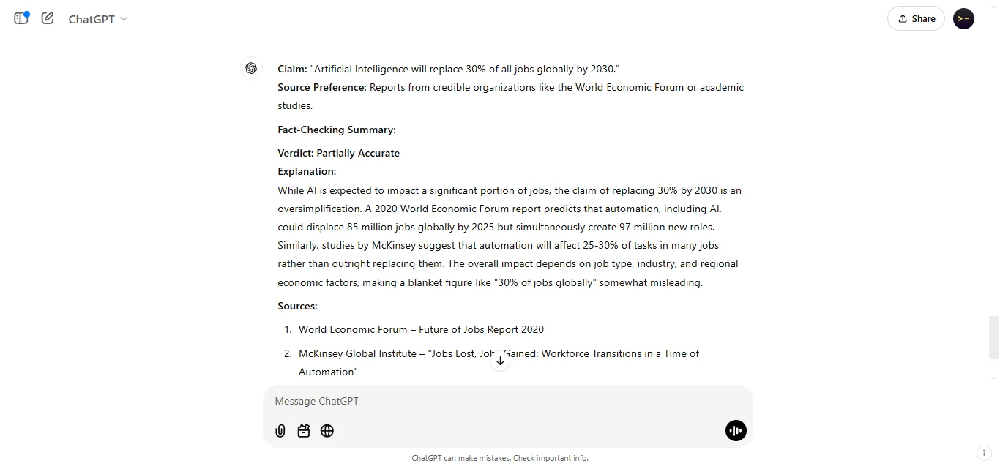 ChatGPT
Share
Claim: "Artificial Intelligence will replace 30% of all jobs globally by 2030."
Source Preference: Reports from credible organizations like the World Economic Forum or academic
studies.
Fact-Checking Summary:
Verdict: Partially Accurate
Explanation:
While AI is expected to impact a significant portion of jobs, the claim of replacing 30% by 2030 is an
oversimplification. A 2020 World Economic Forum report predicts that automation, including AI,
could displace 85 million jobs globally by 2025 but simultaneously create 97 million new roles.
Similarly, studies by McKinsey suggest that automation will affect 25-30% of tasks in many jobs
rather than outright replacing them. The overall impact depends on job type, industry, and regional
economic factors, making a blanket figure like "30% of jobs globally" somewhat misleading.
Sources:
1. World Economic Forum – Future of Jobs Report 2020
2. McKinsey Global Institute – "Jobs Lost, Jobs Gained: Workforce Transitions in a Time of
Automation"
Message ChatGPT
ChatGPT can make mistakes. Check important info.
?